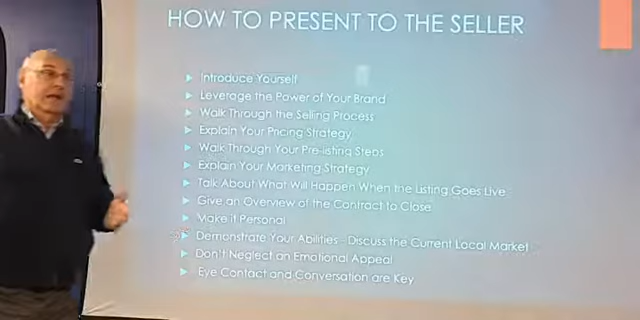 HOW TO PRESENT TO THE SELLER
Introduce Yourself
Leverage the Power of Your Brand
Walk Through the Selling Process
Explain Your Pricing Strategy
Walk Through Your Pre-listing Steps
Explain Your Marketing Strategy
Talk About What Will Happen When the Listing Goes Live
Give an Overview of the Contract to Close
Make it Personal
Demonstrate Your Abilities - Discuss the Current Local Market
Don't Neglect an Emotional Appeal
Eye Contact and Conversation are Key